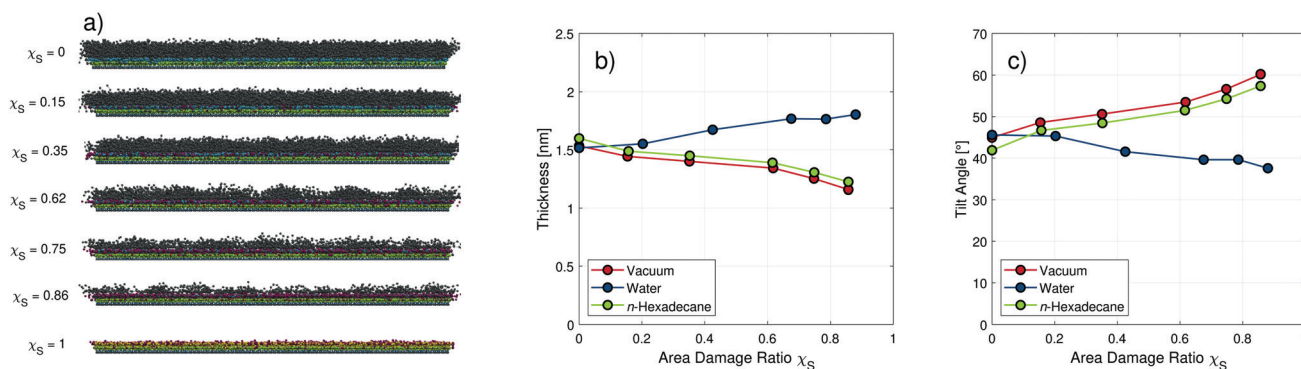 a)
χS = 0
χS = 0.15
χS = 0.35
χS = 0.62
χS = 0.75
χS = 0.86
χS = 1
b)
Thickness [nm]
2.5
2
1.5
1
0.5
0
0 0.2 0.4 0.6 0.8 1
Area Damage Ratio χS
Vacuum
Water
n-Hexadecane
c)
Tilt Angle [°]
70
60
50
40
30
20
10
0
0 0.2 0.4 0.6 0.8 1
Area Damage Ratio χS
Vacuum
Water
n-Hexadecane